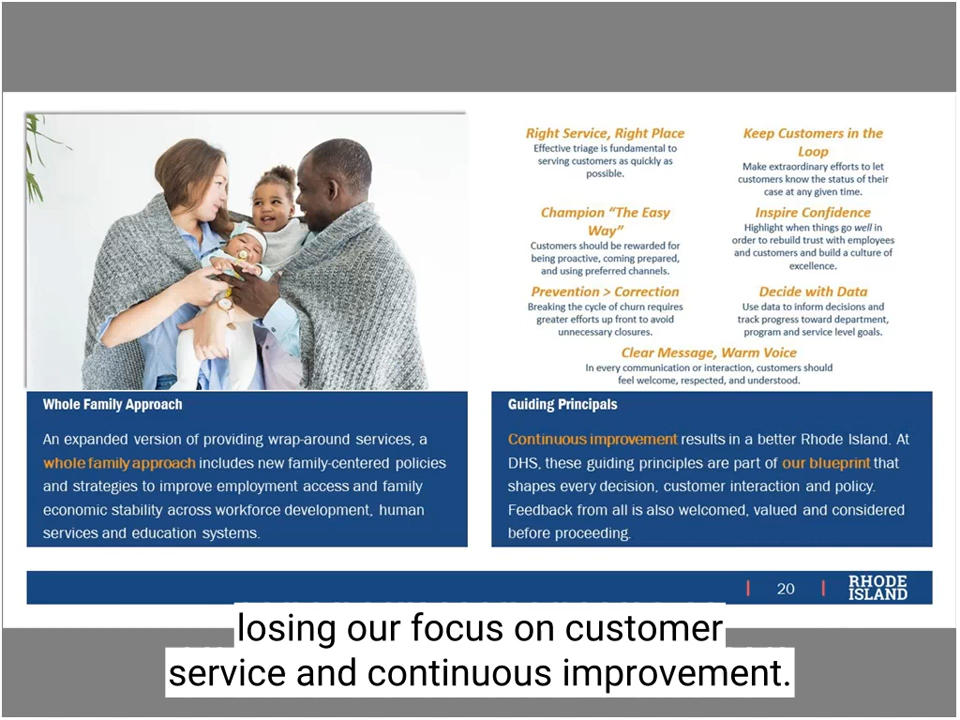 Right Service, Right Place
Effective triage is fundamental to
serving customers as quickly as
possible.
Keep Customers in the
Loop
Make extraordinary efforts to let
customers know the status of their
case at any given time.
Champion “The Easy
Way”
Customers should be rewarded for
being proactive, coming prepared,
and using preferred channels.
Inspire Confidence
Highlight when things go well in
order to rebuild trust with employees
and customers and build a culture of
excellence.
Prevention > Correction
Breaking the cycle of churn requires
greater efforts up front to avoid
unnecessary closures.
Decide with Data
Use data to inform decisions and
track progress toward department,
program and service level goals.
Clear Message, Warm Voice
In every communication or interaction, customers should
feel welcome, respected, and understood.
Whole Family Approach
An expanded version of providing wrap-around services, a
whole family approach includes new family-centered policies
and strategies to improve employment access and family
economic stability across workforce development, human
services and education systems.
Guiding Principals
Continuous improvement results in a better Rhode Island. At
DHS, these guiding principles are part of our blueprint that
shapes every decision, customer interaction and policy.
Feedback from all is also welcomed, valued and considered
before proceeding.
| 20 | RHODE
ISLAND
losing our focus on customer
service and continuous improvement.